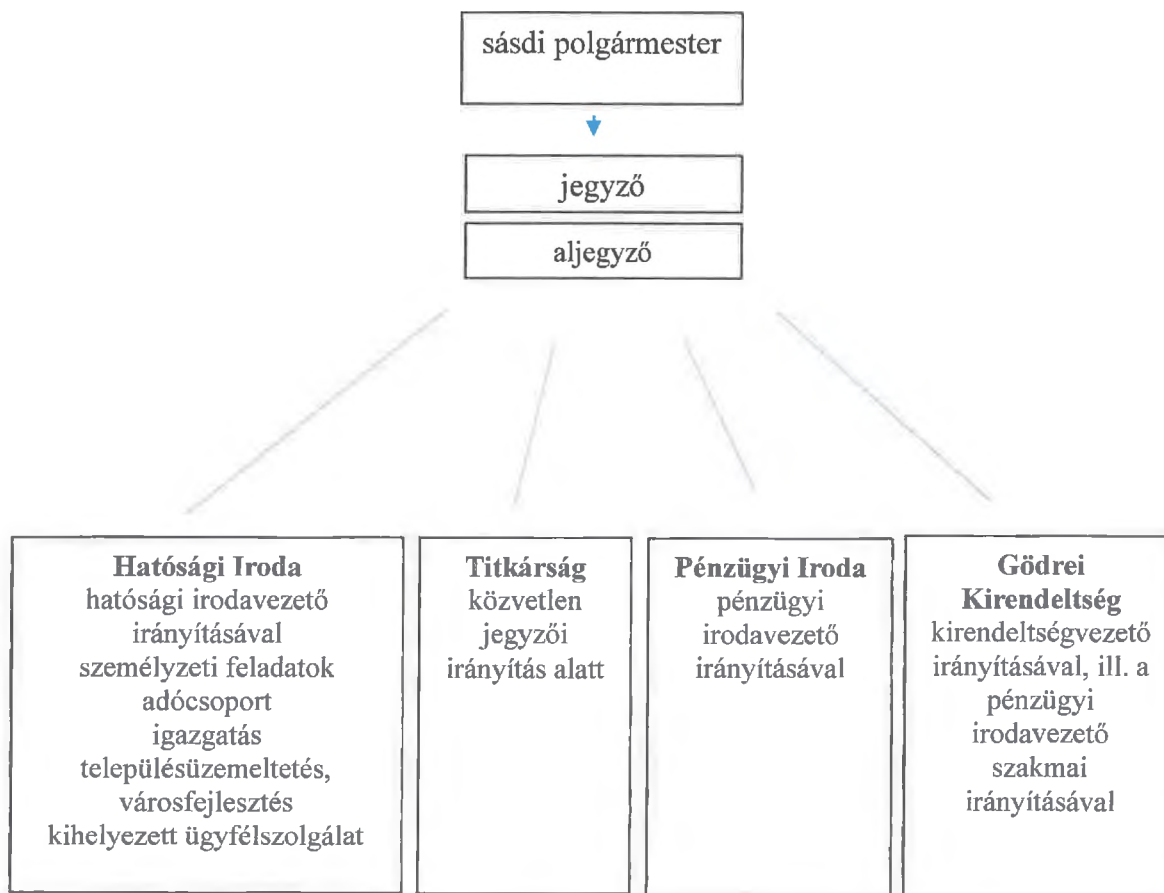 sásdi polgármester
jegyző
aljegyző
Hatósági Iroda
hatósági irodavezető
irányításával
személyzeti feladatok
adócsoport
igazgatás
településüzemeltetés,
városfejlesztés
kihelyezett ügyfélszolgálat
Titkárság
közvetlen
jegyzői
irányítás alatt
Pénzügyi Iroda
pénzügyi
irodavezető
irányításával
Gödrei
Kirendeltség
kirendeltségvezető
irányításával, ill. a
pénzügyi
irodavezető
szakmai
irányításával